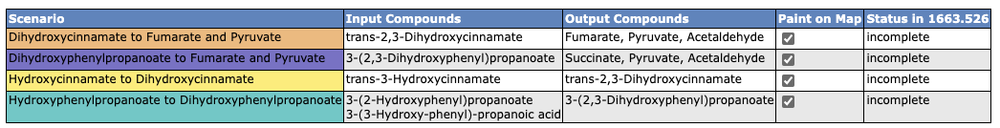 Scenario Input Compounds Output Compounds Paint on Map Status in 1663.526
Dihydroxycinnamate to Fumarate and Pyruvate trans-2,3-Dihydroxycinnamate Fumarate, Pyruvate, Acetaldehyde incomplete
Dihydroxyphenylpropanoate to Fumarate and Pyruvate 3-(2,3-Dihydroxyphenyl)propanoate Succinate, Pyruvate, Acetaldehyde incomplete
Hydroxycinnamate to Dihydroxycinnamate trans-3-Hydroxycinnamate trans-2,3-Dihydroxycinnamate incomplete
Hydroxyphenylpropanoate to Dihydroxyphenylpropanoate 3-(2-Hydroxyphenyl)propanoate 3-(2,3-Dihydroxyphenyl)propanoate incomplete
3-(3-Hydroxy-phenyl)-propanoic acid